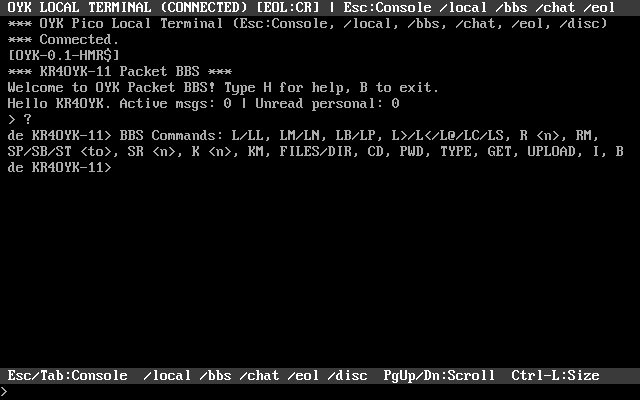 OYK LOCAL TERMINAL (CONNECTED) [EOL:CR] | Esc:Console /local /bbs /chat /eol
*** OYK Pico Local Terminal (Esc:Console, /local, /bbs, /chat, /eol, /disc)
*** Connected.
[OYK-0.1-HMR$]
*** KR4OYK-11 Packet BBS ***
Welcome to OYK Packet BBS! Type H for help, B to exit.
Hello KR4OYK. Active msgs: 0 | Unread personal: 0
> ?
de KR4OYK-11> BBS Commands: L/LL, LM/LN, LB/LP, L>/L</L@/LC/LS, R <n>, RM,
SP/SB/ST <to>, SR <n>, K <n>, KM, FILES/DIR, CD, PWD, TYPE, GET, UPLOAD, I, B
de KR4OYK-11>
Esc/Tab:Console /local /bbs /chat /eol /disc PgUp/Dn:Scroll Ctrl-L:Size
>